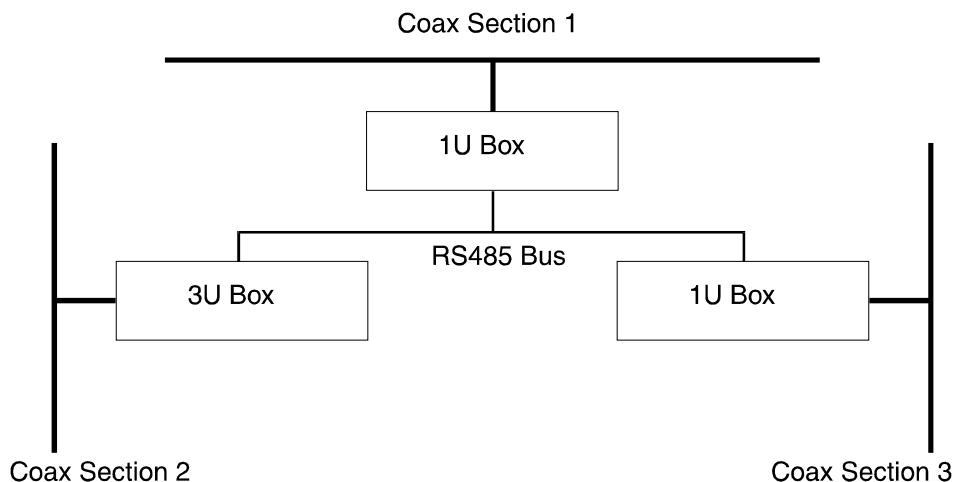 Coax Section 1
1U Box
RS485 Bus
3U Box
1U Box
Coax Section 2
Coax Section 3